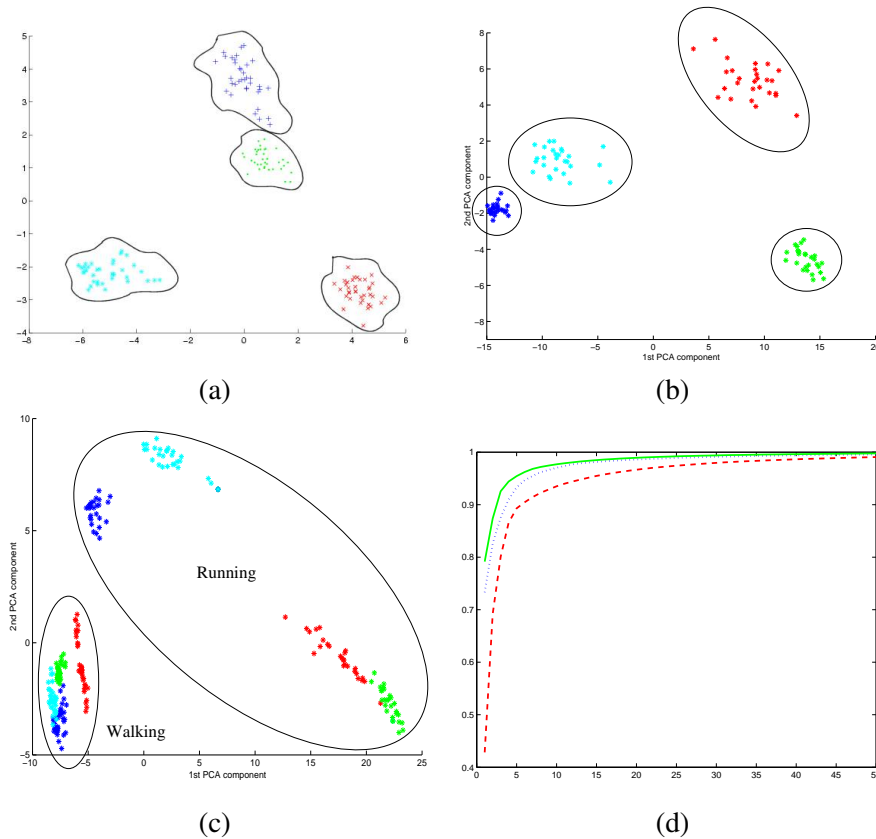 5
4
3
2
1
0
−1
−2
−3
−4
−8 −6 −4 −2 0 2 4 6
(a)
8
6
4
2
0
−2
−4
−6
−8
2nd PCA component
−15 −10 −5 0 5 10 15 20
1st PCA component
(b)
10
5
0
−5
2nd PCA component
Running
Walking
−10 −5 0 5 10 15 20 25
1st PCA component
(c)
1
0.9
0.8
0.7
0.6
0.5
0.4
0 5 10 15 20 25 30 35 40 45 50
(d)